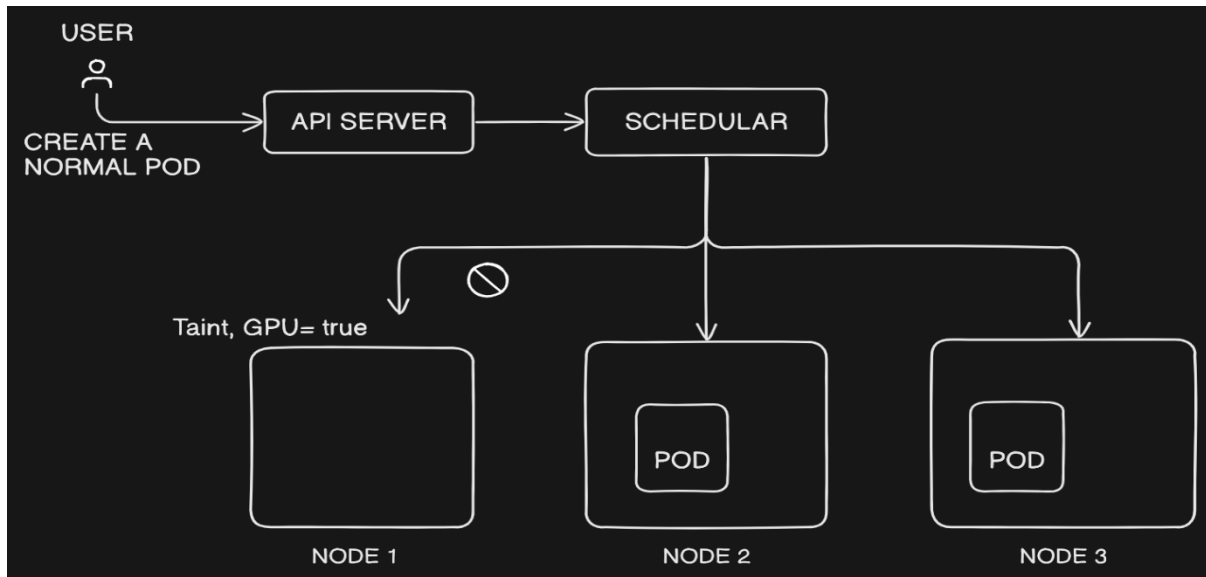 USER
CREATE A
NORMAL POD
API SERVER
SCHEDULAR
Taint, GPU= true
POD
POD
NODE 1
NODE 2
NODE 3